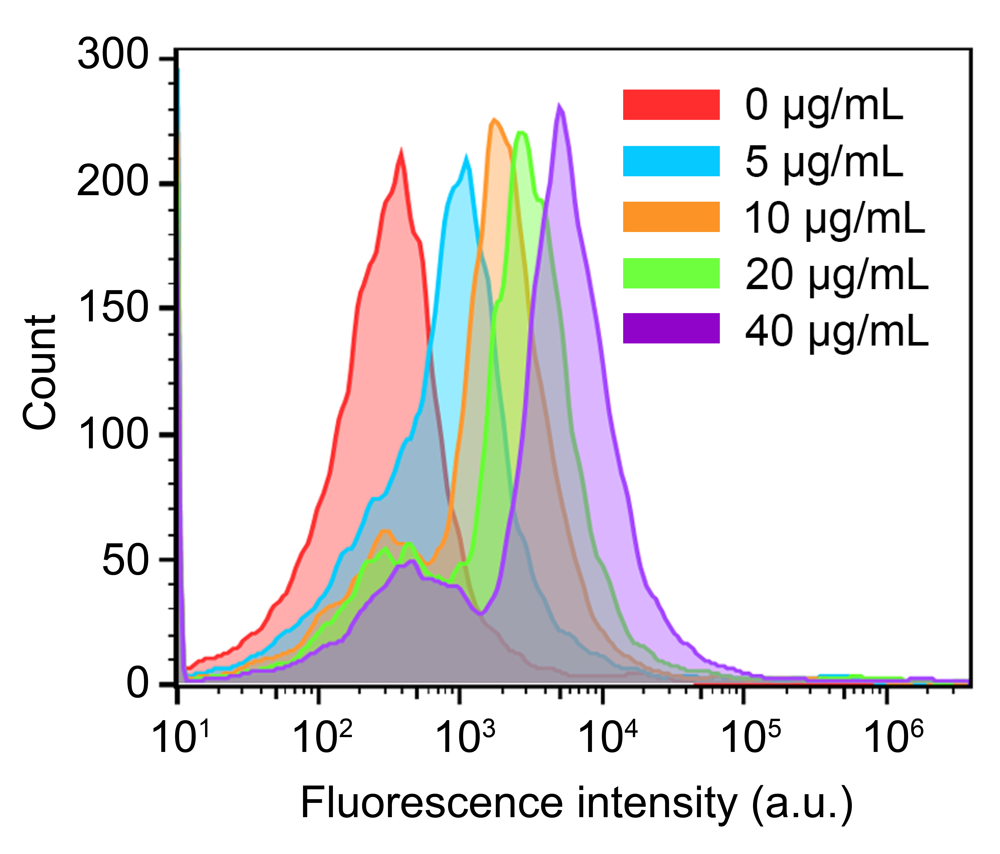 300
200
150
100
50
0
Count
0 µg/mL
5 µg/mL
10 µg/mL
20 µg/mL
40 µg/mL
10¹ 10² 10³ 10⁴ 10⁵ 10⁶
Fluorescence intensity (a.u.)